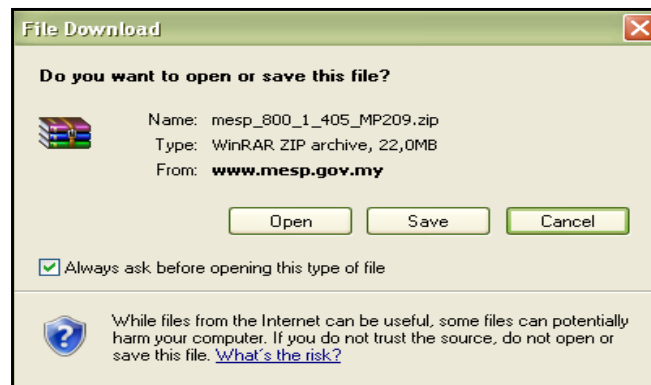 File Download
Do you want to open or save this file?
Name: mesp_800_1_405_MP209.zip
Type: WinRAR ZIP archive, 22,0MB
From: www.mesp.gov.my
Open Save Cancel
Always ask before opening this type of file
While files from the Internet can be useful, some files can potentially
harm your computer. If you do not trust the source, do not open or
save this file. What's the risk?